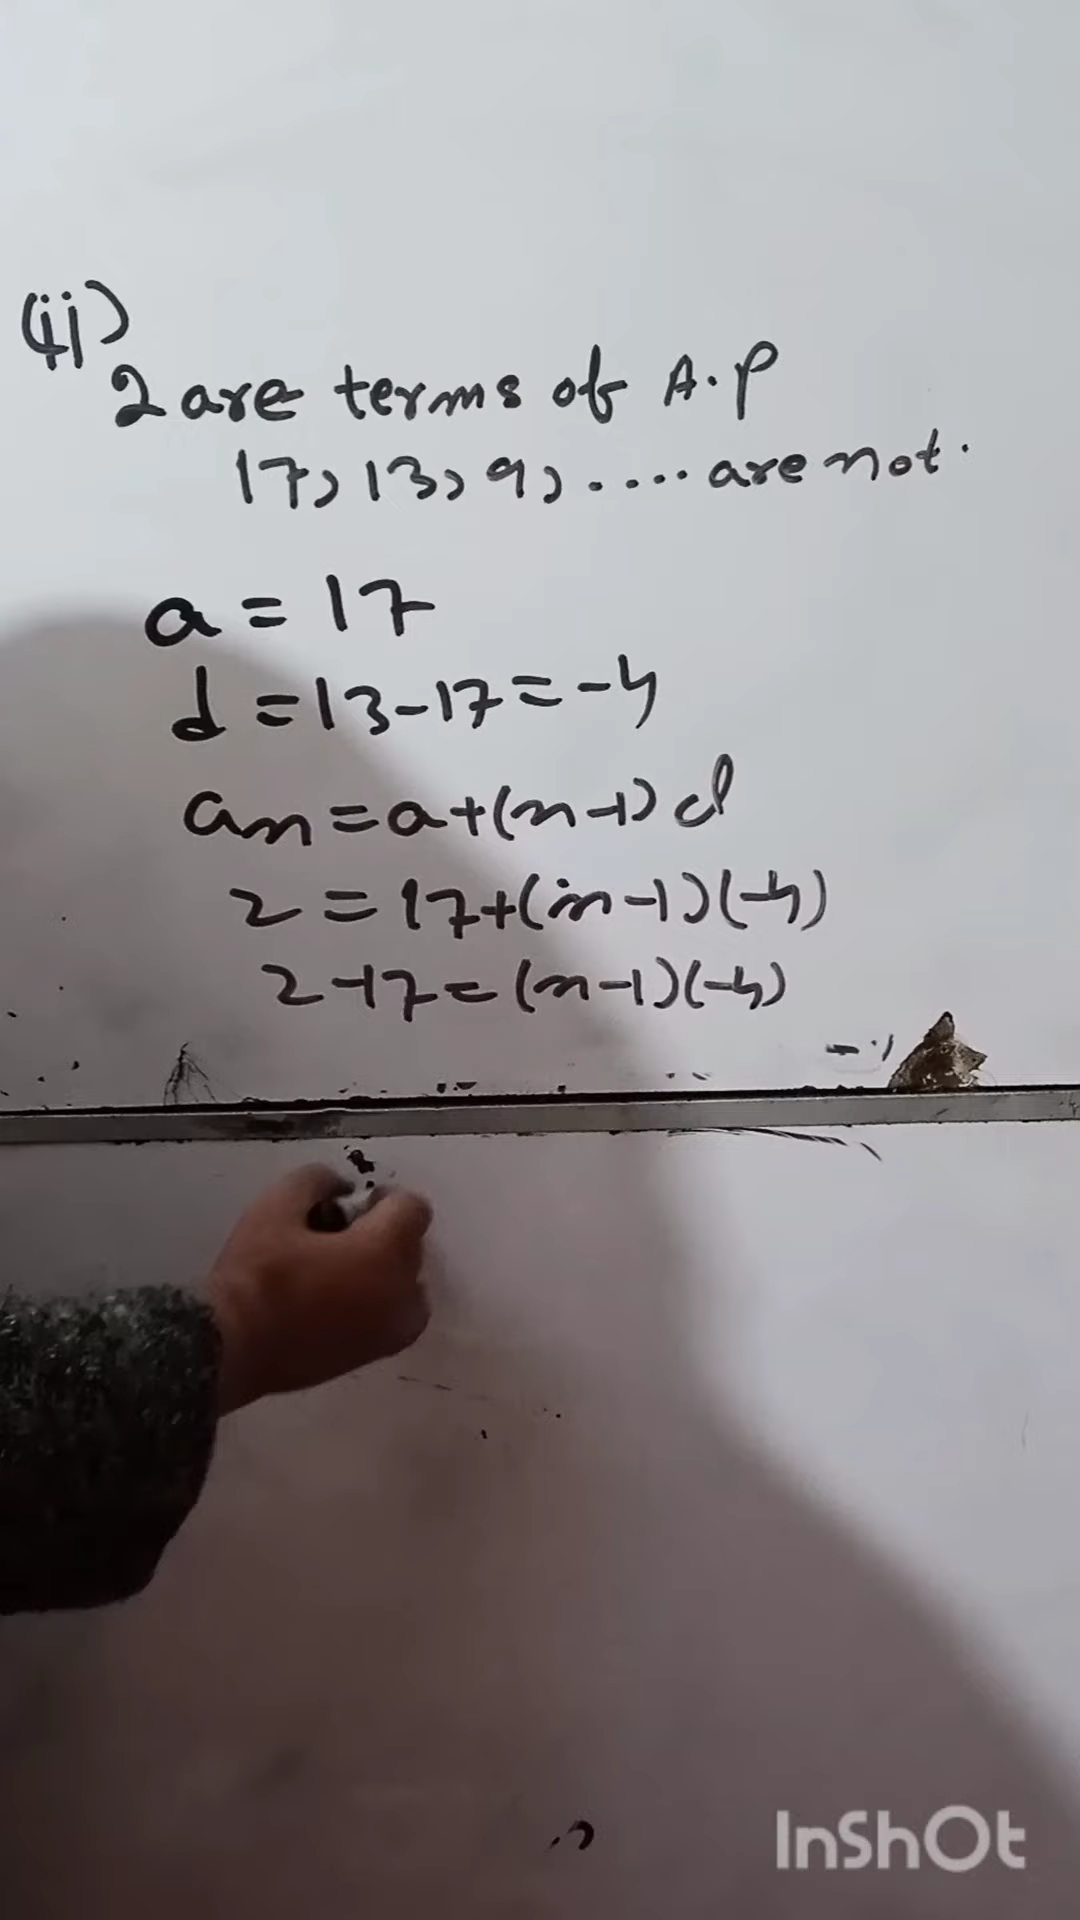 (ii)
2 are terms of A.P
17, 13, 9, ..... are not.
a = 17
d = 13-17 = -4
an = a+(n-1)d
2 = 17+(n-1)(-4)
2-17 = (n-1)(-4)
InShOt